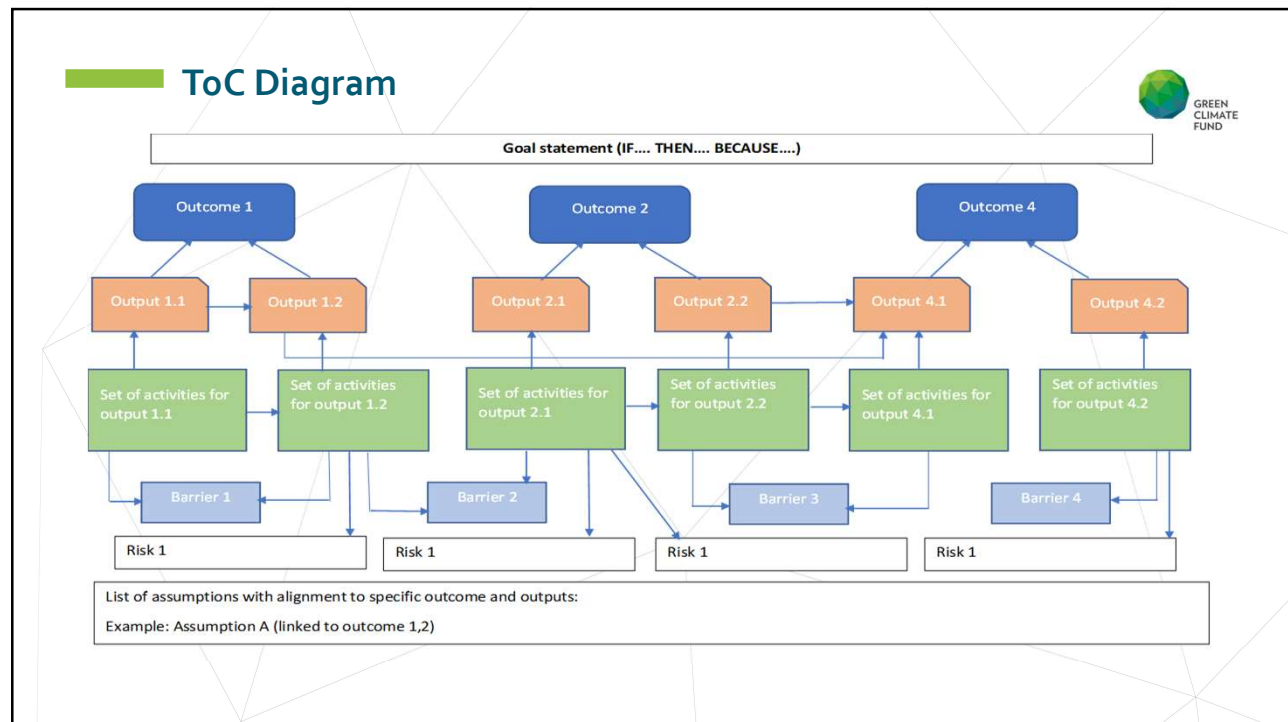 ToC Diagram
GREEN
CLIMATE
FUND
Goal statement (IF.... THEN.... BECAUSE....)
Outcome 1
Outcome 2
Outcome 4
Output 1.1
Output 1.2
Output 2.1
Output 2.2
Output 4.1
Output 4.2
Set of activities for
output 1.1
Set of activities
for output 1.2
Set of activities for
output 2.1
Set of activities
for output 2.2
Set of activities for
output 4.1
Set of activities
for output 4.2
Barrier 1
Barrier 2
Barrier 3
Barrier 4
Risk 1
Risk 1
Risk 1
Risk 1
List of assumptions with alignment to specific outcome and outputs:
Example: Assumption A (linked to outcome 1,2)